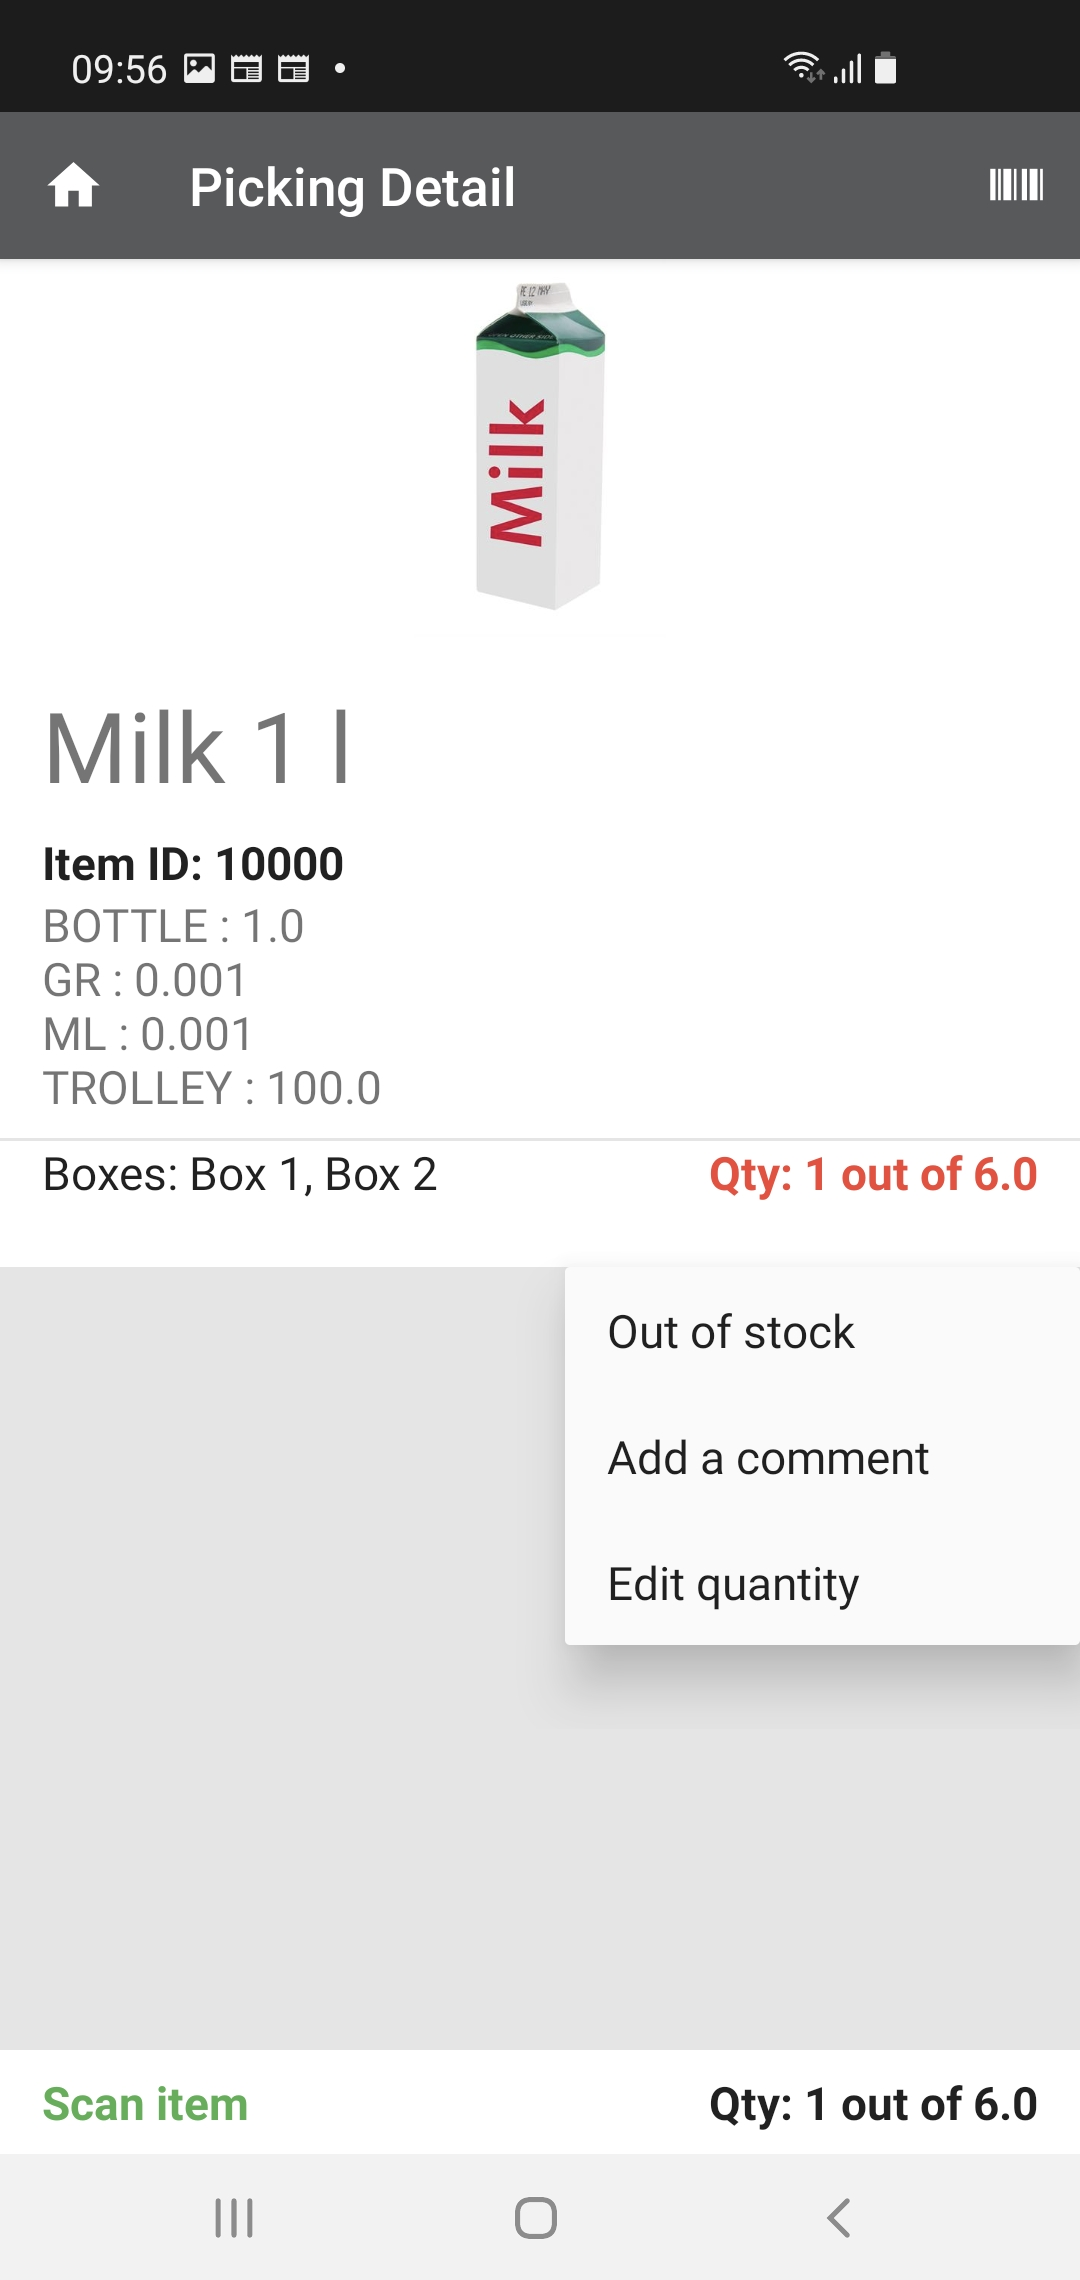 09:56
Picking Detail
Milk
Milk 1 l
Item ID: 10000
BOTTLE : 1.0
GR : 0.001
ML : 0.001
TROLLEY : 100.0
Boxes: Box 1, Box 2 Qty: 1 out of 6.0
Out of stock
Add a comment
Edit quantity
Scan item Qty: 1 out of 6.0